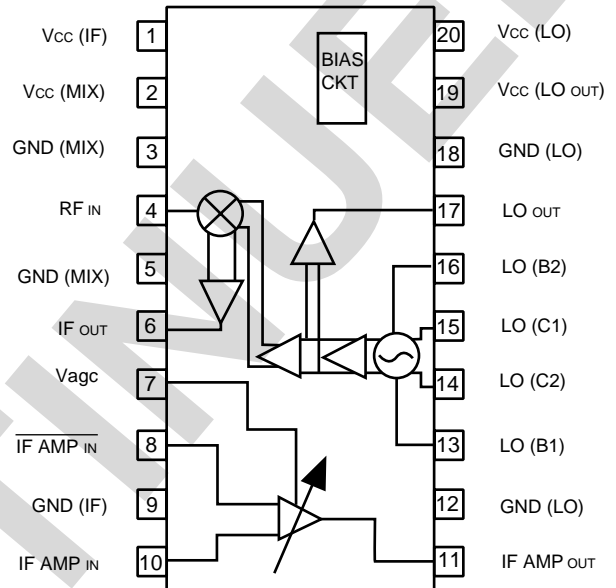 Vcc (IF) 1
Vcc (MIX) 2
GND (MIX) 3
RF IN 4
GND (MIX) 5
IF OUT 6
Vagc 7
IF AMP IN 8
GND (IF) 9
IF AMP IN 10
BIAS
CKT
20 Vcc (LO)
19 Vcc (LO OUT)
18 GND (LO)
17 LO OUT
16 LO (B2)
15 LO (C1)
14 LO (C2)
13 LO (B1)
12 GND (LO)
11 IF AMP OUT